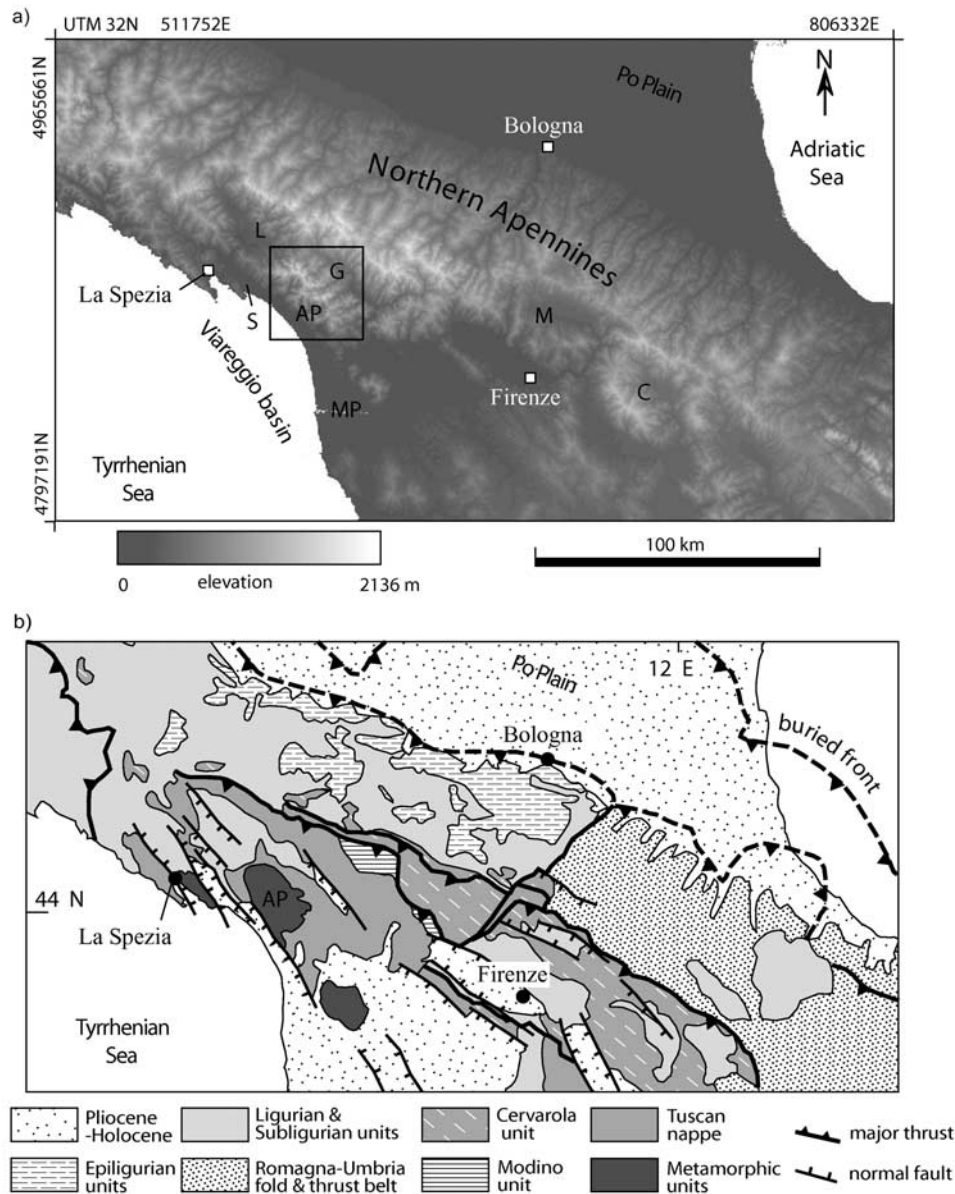 a)
UTM 32N 511752E 806332E
4965661N
4797191N
N
Po Plain
Bologna
Adriatic
Sea
Northern Apennines
L
G
La Spezia
S
AP
M
Viareggio basin
Firenze
C
MP
Tyrrhenian
Sea
0 elevation 2136 m
100 km
b)
12 E
Po Plain
Bologna
buried front
44 N
AP
La Spezia
Firenze
Tyrrhenian
Sea
Pliocene
-Holocene
Ligurian &
Subligurian units
Cervarola
unit
Tuscan
nappe
major thrust
Epiligurian
units
Romagna-Umbria
fold & thrust belt
Modino
unit
Metamorphic
units
normal fault